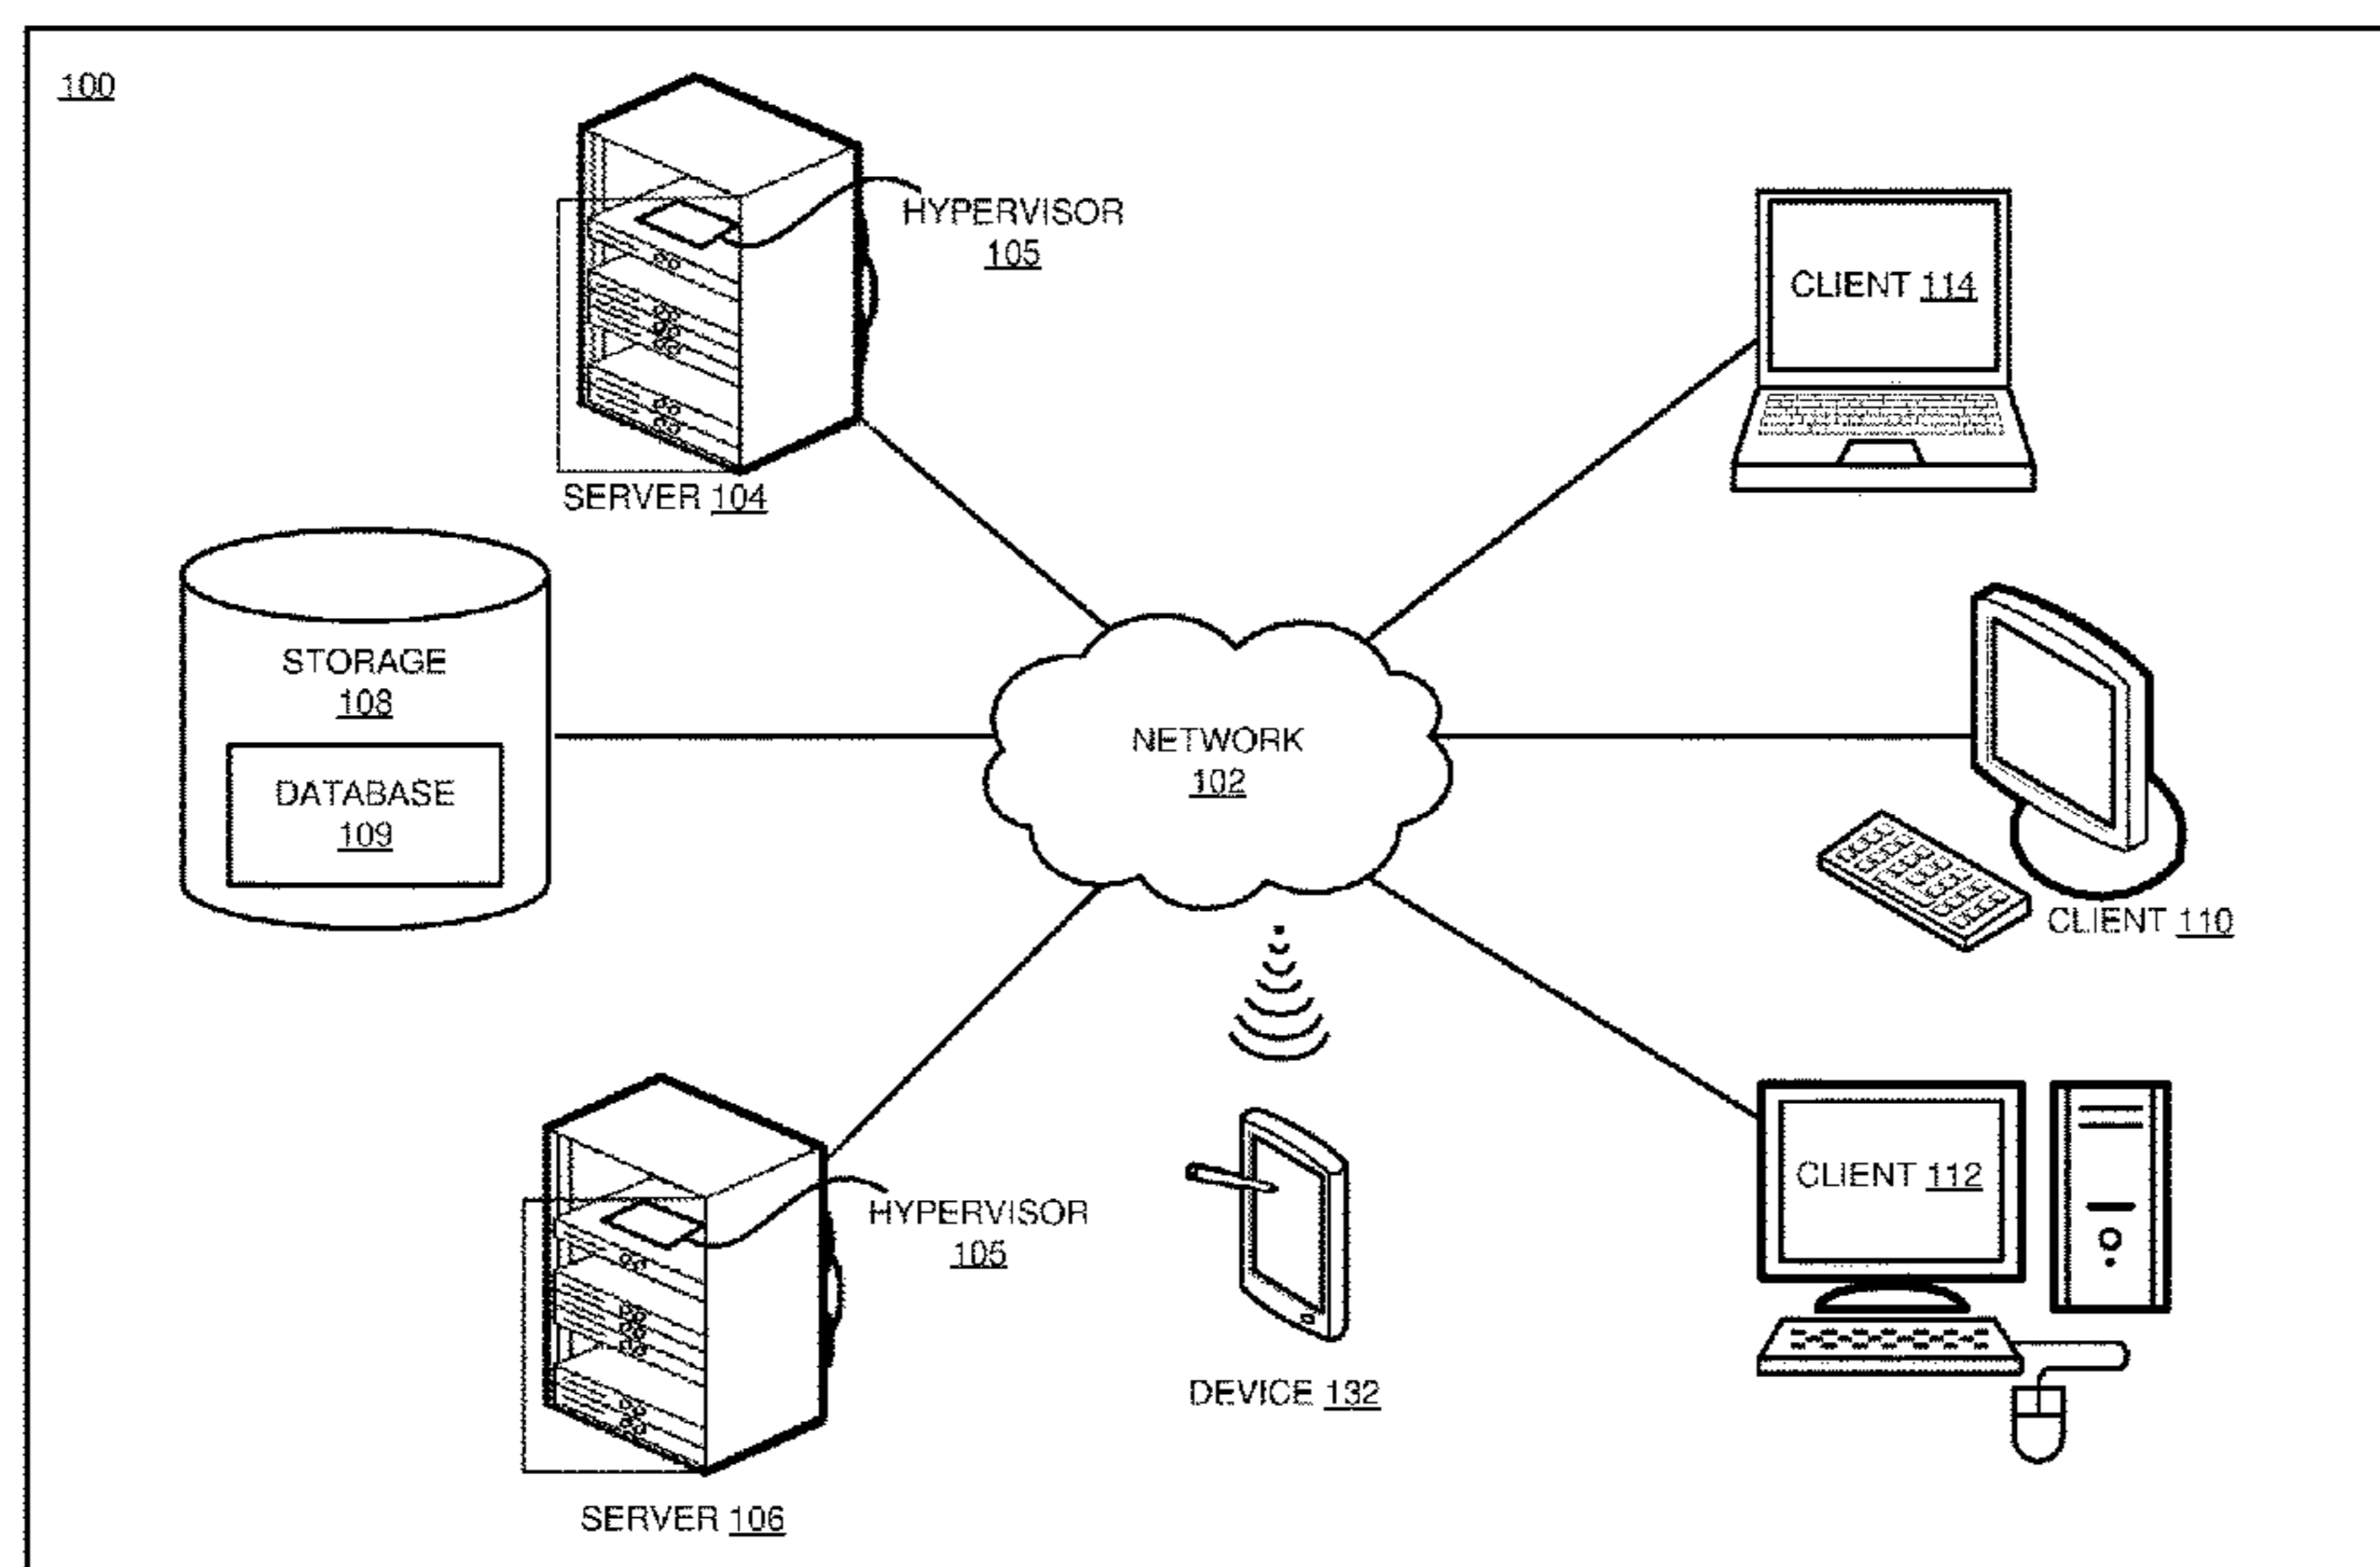 100
HYPERVISOR
105
CLIENT 114
SERVER 104
STORAGE
108
DATABASE
109
NETWORK
102
CLIENT 110
HYPERVISOR
105
CLIENT 112
DEVICE 132
SERVER 106